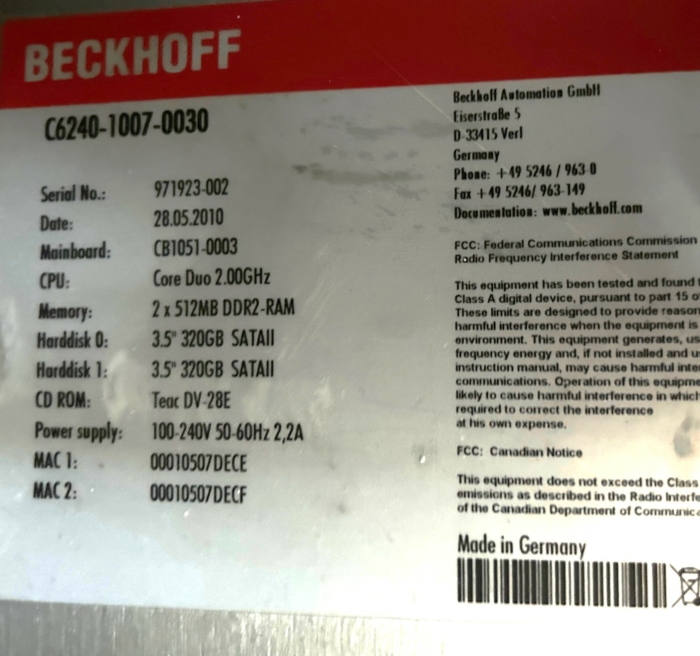 BECKHOFF
C6240-1007-0030
Serial No.: 971923-002
Date: 28.05.2010
Mainboard: CB1051-0003
CPU: Core Duo 2.00GHz
Memory: 2 x 512MB DDR2-RAM
Harddisk 0: 3.5" 320GB SATAII
Harddisk 1: 3.5" 320GB SATAII
CD ROM: Teac DV-28E
Power supply: 100-240V 50-60Hz 2,2A
MAC 1: 00010507DECE
MAC 2: 00010507DECF
Beckhoff Automation GmbH
Eiserstraße 5
D-33415 Verl
Germany
Phone: +49 5246 / 963-0
Fax +49 5246/ 963-149
Documentation: www.beckhoff.com
FCC: Federal Communications Commission
Radio Frequency Interference Statement
This equipment has been tested and found
Class A digital device, pursuant to part 15
These limits are designed to provide
harmful interference when the equipment is
environment. This equipment generates,
frequency energy and, if not installed and
instruction manual, may cause harmful
communications. Operation of this
likely to cause harmful interference in which
required to correct the interference
at his own expense.
FCC: Canadian Notice
This equipment does not exceed the Class
emissions as described in the Radio
of the Canadian Department of
Made in Germany